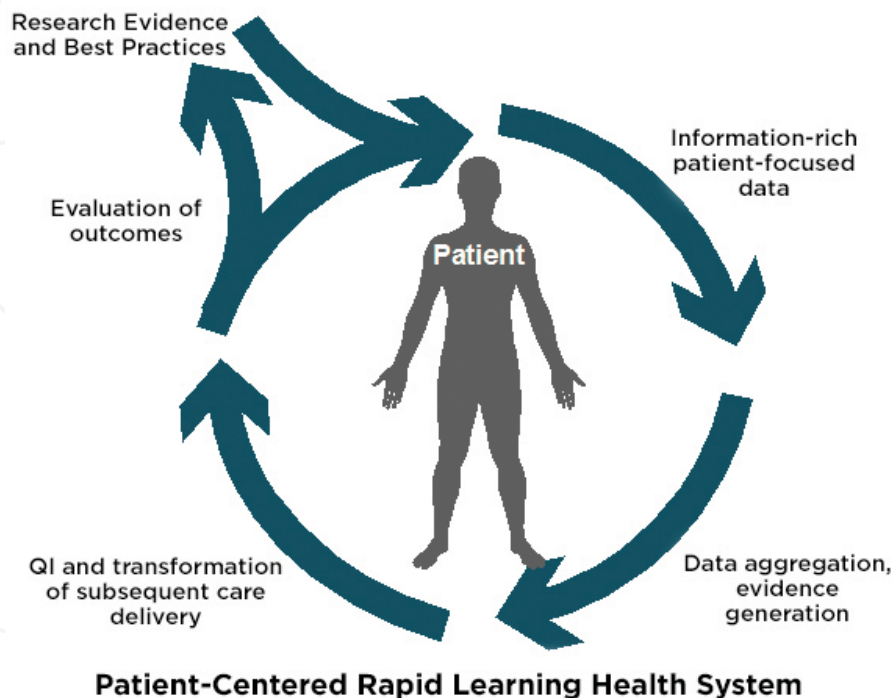 Research Evidence
and Best Practices
Information-rich
patient-focused
data
Evaluation of
outcomes
Patient
QI and transformation
of subsequent care
delivery
Data aggregation,
evidence
generation
Patient-Centered Rapid Learning Health System